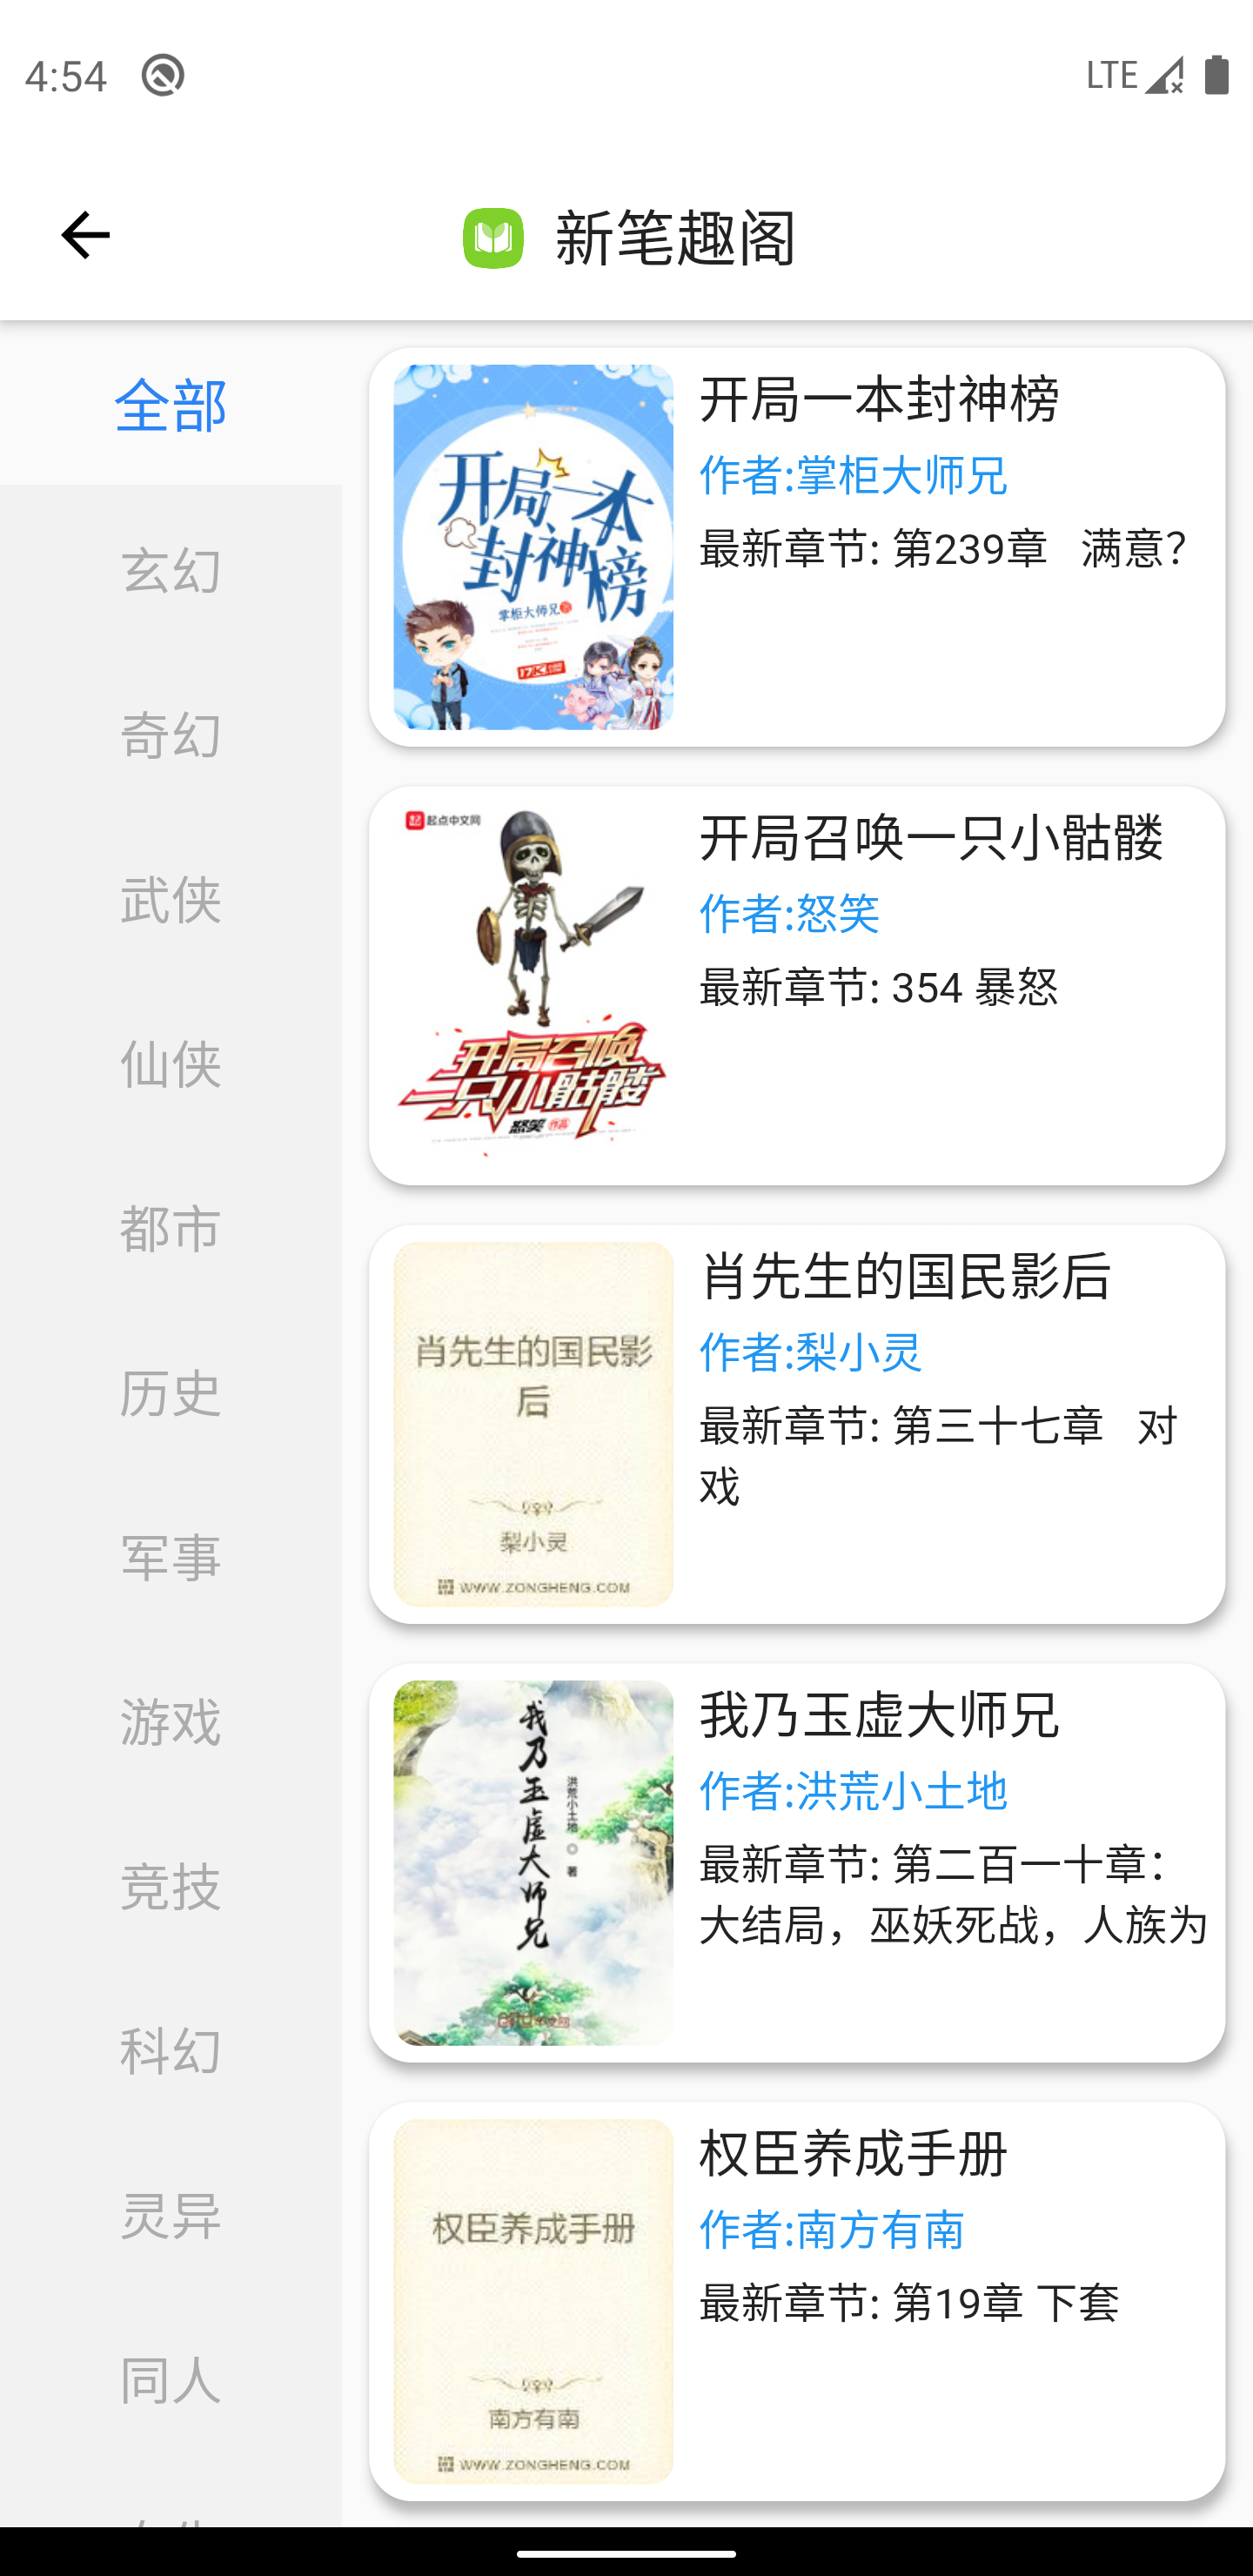 4:54
LTE
新笔趣阁
全部
玄幻
奇幻
武侠
仙侠
都市
历史
军事
游戏
竞技
科幻
灵异
同人
开局一本
封神榜
掌柜大师兄
17K
开局一本封神榜
作者:掌柜大师兄
最新章节: 第239章 满意?
起点中文网
开局召唤
一只小骷髅
怒笑 作品
开局召唤一只小骷髅
作者:怒笑
最新章节: 354 暴怒
肖先生的国民影
后
梨小灵
WWW.ZONGHENG.COM
肖先生的国民影后
作者:梨小灵
最新章节: 第三十七章 对
戏
我乃玉虚大师兄
洪荒小土地 著
我乃玉虚大师兄
作者:洪荒小土地
最新章节: 第二百一十章：
大结局，巫妖死战，人族为
权臣养成手册
南方有南
WWW.ZONGHENG.COM
权臣养成手册
作者:南方有南
最新章节: 第19章 下套